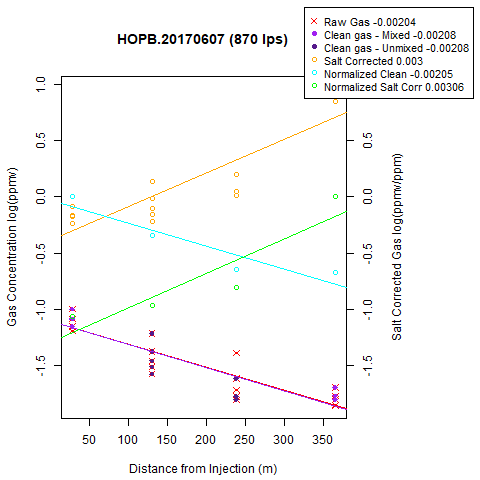 Raw Gas -0.00204
Clean gas - Mixed -0.00208
Clean gas - Unmixed -0.00208
Salt Corrected 0.003
Normalized Clean -0.00205
Normalized Salt Corr 0.00306
HOPB.20170607 (870 lps)
Gas Concentration log(ppmv)
1.0
0.5
0.0
-0.5
-1.0
-1.5
0.5
0.0
-0.5
-1.0
-1.5
Salt Corrected Gas log(ppmv/ppm)
50 100 150 200 250 300 350
Distance from Injection (m)